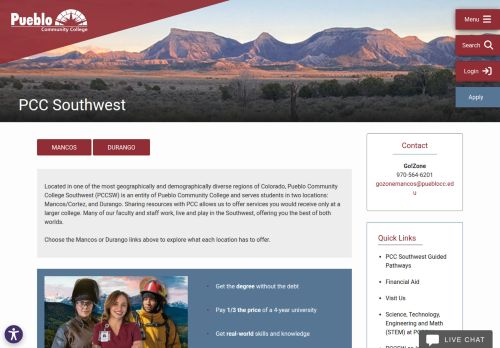 Pueblo
Community College
Menu
Search
Login
Apply
PCC Southwest
MANCOS
DURANGO
Located in one of the most geographically and demographically diverse regions of Colorado, Pueblo Community
College Southwest (PCCSW) is an entity of Pueblo Community College and serves students in two locations:
Mancos/Cortez, and Durango. Sharing resources with PCC allows us to offer services you would receive only at a
larger college. Many of our faculty and staff work, live and play in the Southwest, offering you the best of both
worlds.
Choose the Mancos or Durango links above to explore what each location has to offer.
Get the degree without the debt
Pay 1/3 the price of a 4-year university
Get real-world skills and knowledge
Contact
Go!Zone
970-564-6201
gozonemancos@pueblocc.ed
u
Quick Links
PCC Southwest Guided
Pathways
Financial Aid
Visit Us
Science, Technology,
Engineering and Math
(STEM) at
LIVE CHAT